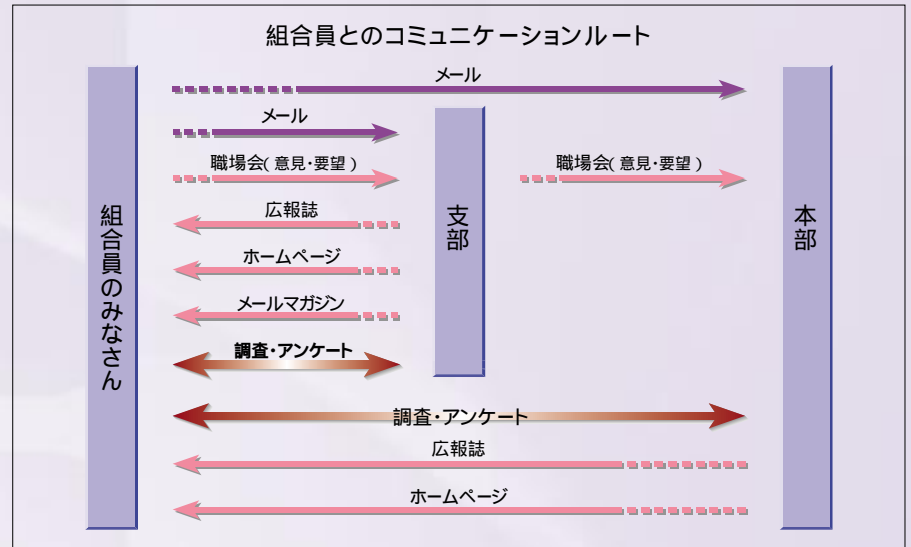 組合員とのコミュニケーションルート
メール
メール
職場会(意見・要望)
職場会(意見・要望)
広報誌
ホームページ
メールマガジン
調査・アンケート
調査・アンケート
広報誌
ホームページ
組合員のみなさん
支部
本部